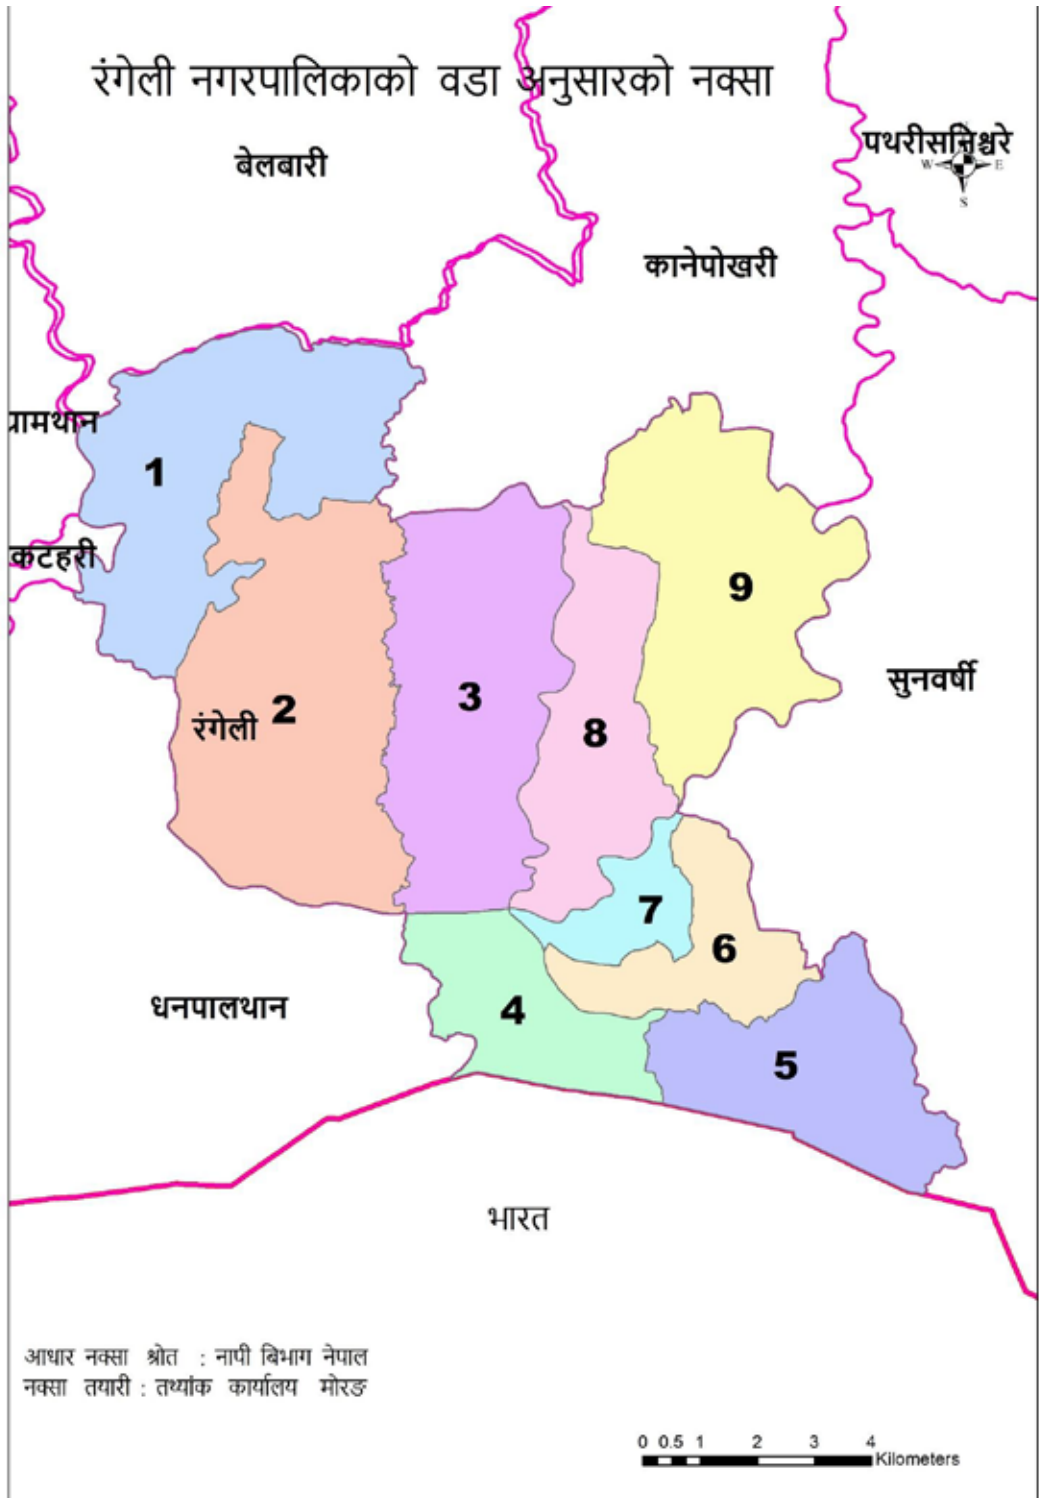 रंगेली नगरपालिकाको वडा अनुसारको नक्सा
पथरीसनिश्चरे
बेलबारी
W E
S
कानेपोखरी
ग्रामथान
1
कटहरी
9
सुनवर्षी
3
रंगेली 2
8
7
6
धनपालथान
4
5
भारत
आधार नक्सा श्रोत : नापी बिभाग नेपाल
नक्सा तयारी : तथ्यांक कार्यालय मोरङ
0 0.5 1 2 3 4
Kilometers